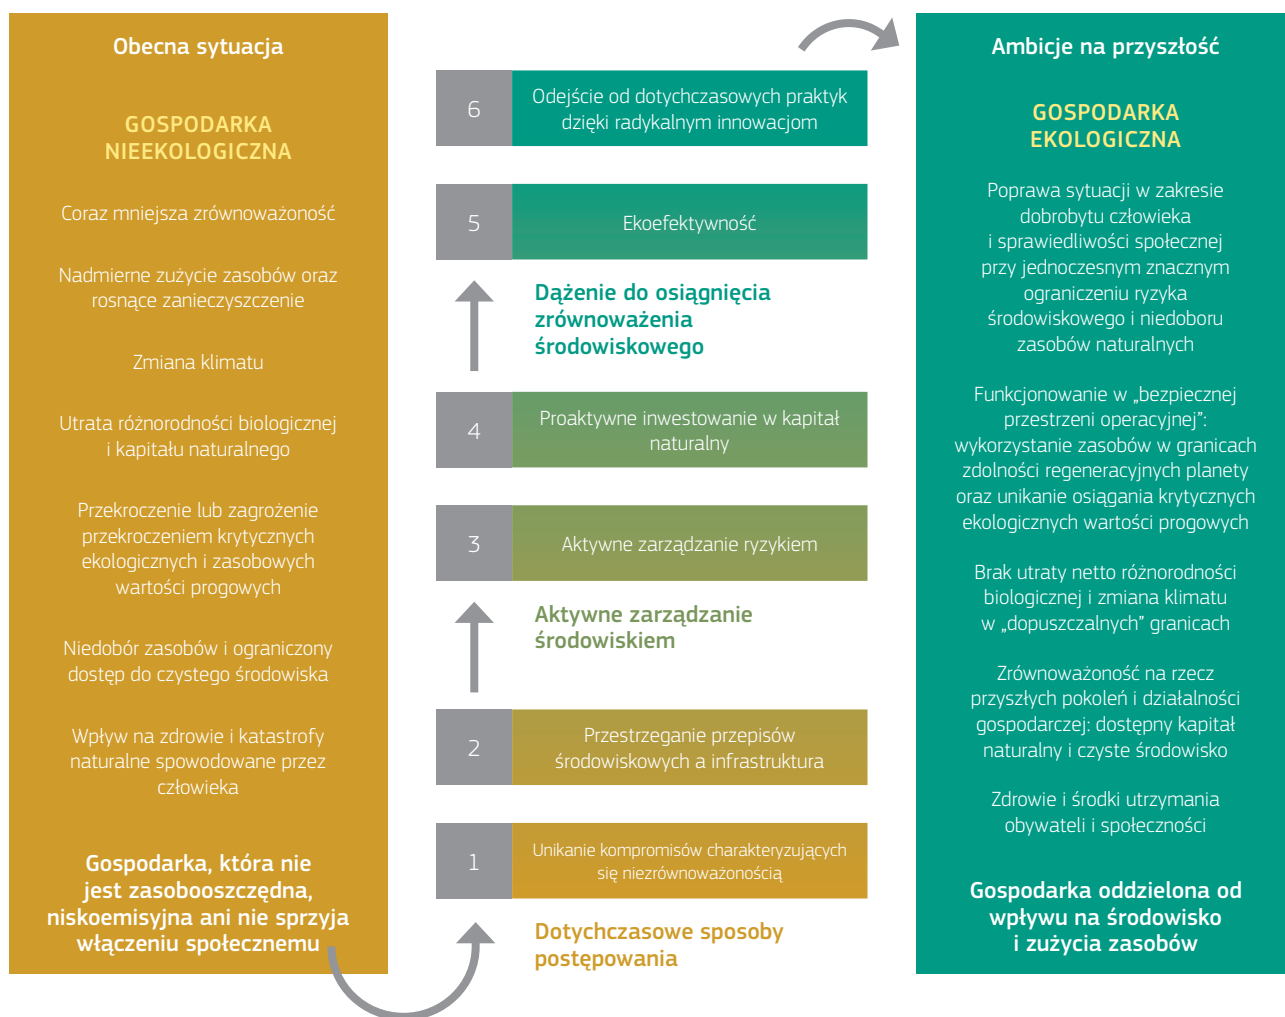 Obecna sytuacja
GOSPODARKA
NIEEKOLOGICZNA
Coraz mniejsza zrównoważoność
Nadmierne zużycie zasobów oraz
rosnące zanieczyszczenie
Zmiana klimatu
Utrata różnorodności biologicznej
i kapitału naturalnego
Przekroczenie lub zagrożenie
przekroczeniem krytycznych
ekologicznych i zasobowych
wartości progowych
Niedobór zasobów i ograniczony
dostęp do czystego środowiska
Wpływ na zdrowie i katastrofy
naturalne spowodowane przez
człowieka
Gospodarka, która nie
jest zasobooszczędna,
niskoemisyjna ani nie sprzyja
włączeniu społecznemu
6
Odejście od dotychczasowych praktyk
dzięki radykalnym innowacjom
5
Ekoefektywność
Dążenie do osiągnięcia
zrównoważenia
środowiskowego
4
Proaktywne inwestowanie w kapitał
naturalny
3
Aktywne zarządzanie ryzykiem
Aktywne zarządzanie
środowiskiem
2
Przestrzeganie przepisów
środowiskowych a infrastruktura
1
Unikanie kompromisów charakteryzujących
się niezrównoważonością
Dotychczasowe sposoby
postępowania
Ambicje na przyszłość
GOSPODARKA
EKOLOGICZNA
Poprawa sytuacji w zakresie
dobrobytu człowieka
i sprawiedliwości społecznej
przy jednoczesnym znacznym
ograniczeniu ryzyka
środowiskowego i niedoboru
zasobów naturalnych
Funkcjonowanie w „bezpiecznej
przestrzeni operacyjnej”:
wykorzystanie zasobów w granicach
zdolności regeneracyjnych planety
oraz unikanie osiągania krytycznych
ekologicznych wartości progowych
Brak utraty netto różnorodności
biologicznej i zmiana klimatu
w „dopuszczalnych” granicach
Zrównoważoność na rzecz
przyszłych pokoleń i działalności
gospodarczej: dostępny kapitał
naturalny i czyste środowisko
Zdrowie i środki utrzymania
obywateli i społeczności
Gospodarka oddzielona od
wpływu na środowisko
i zużycia zasobów